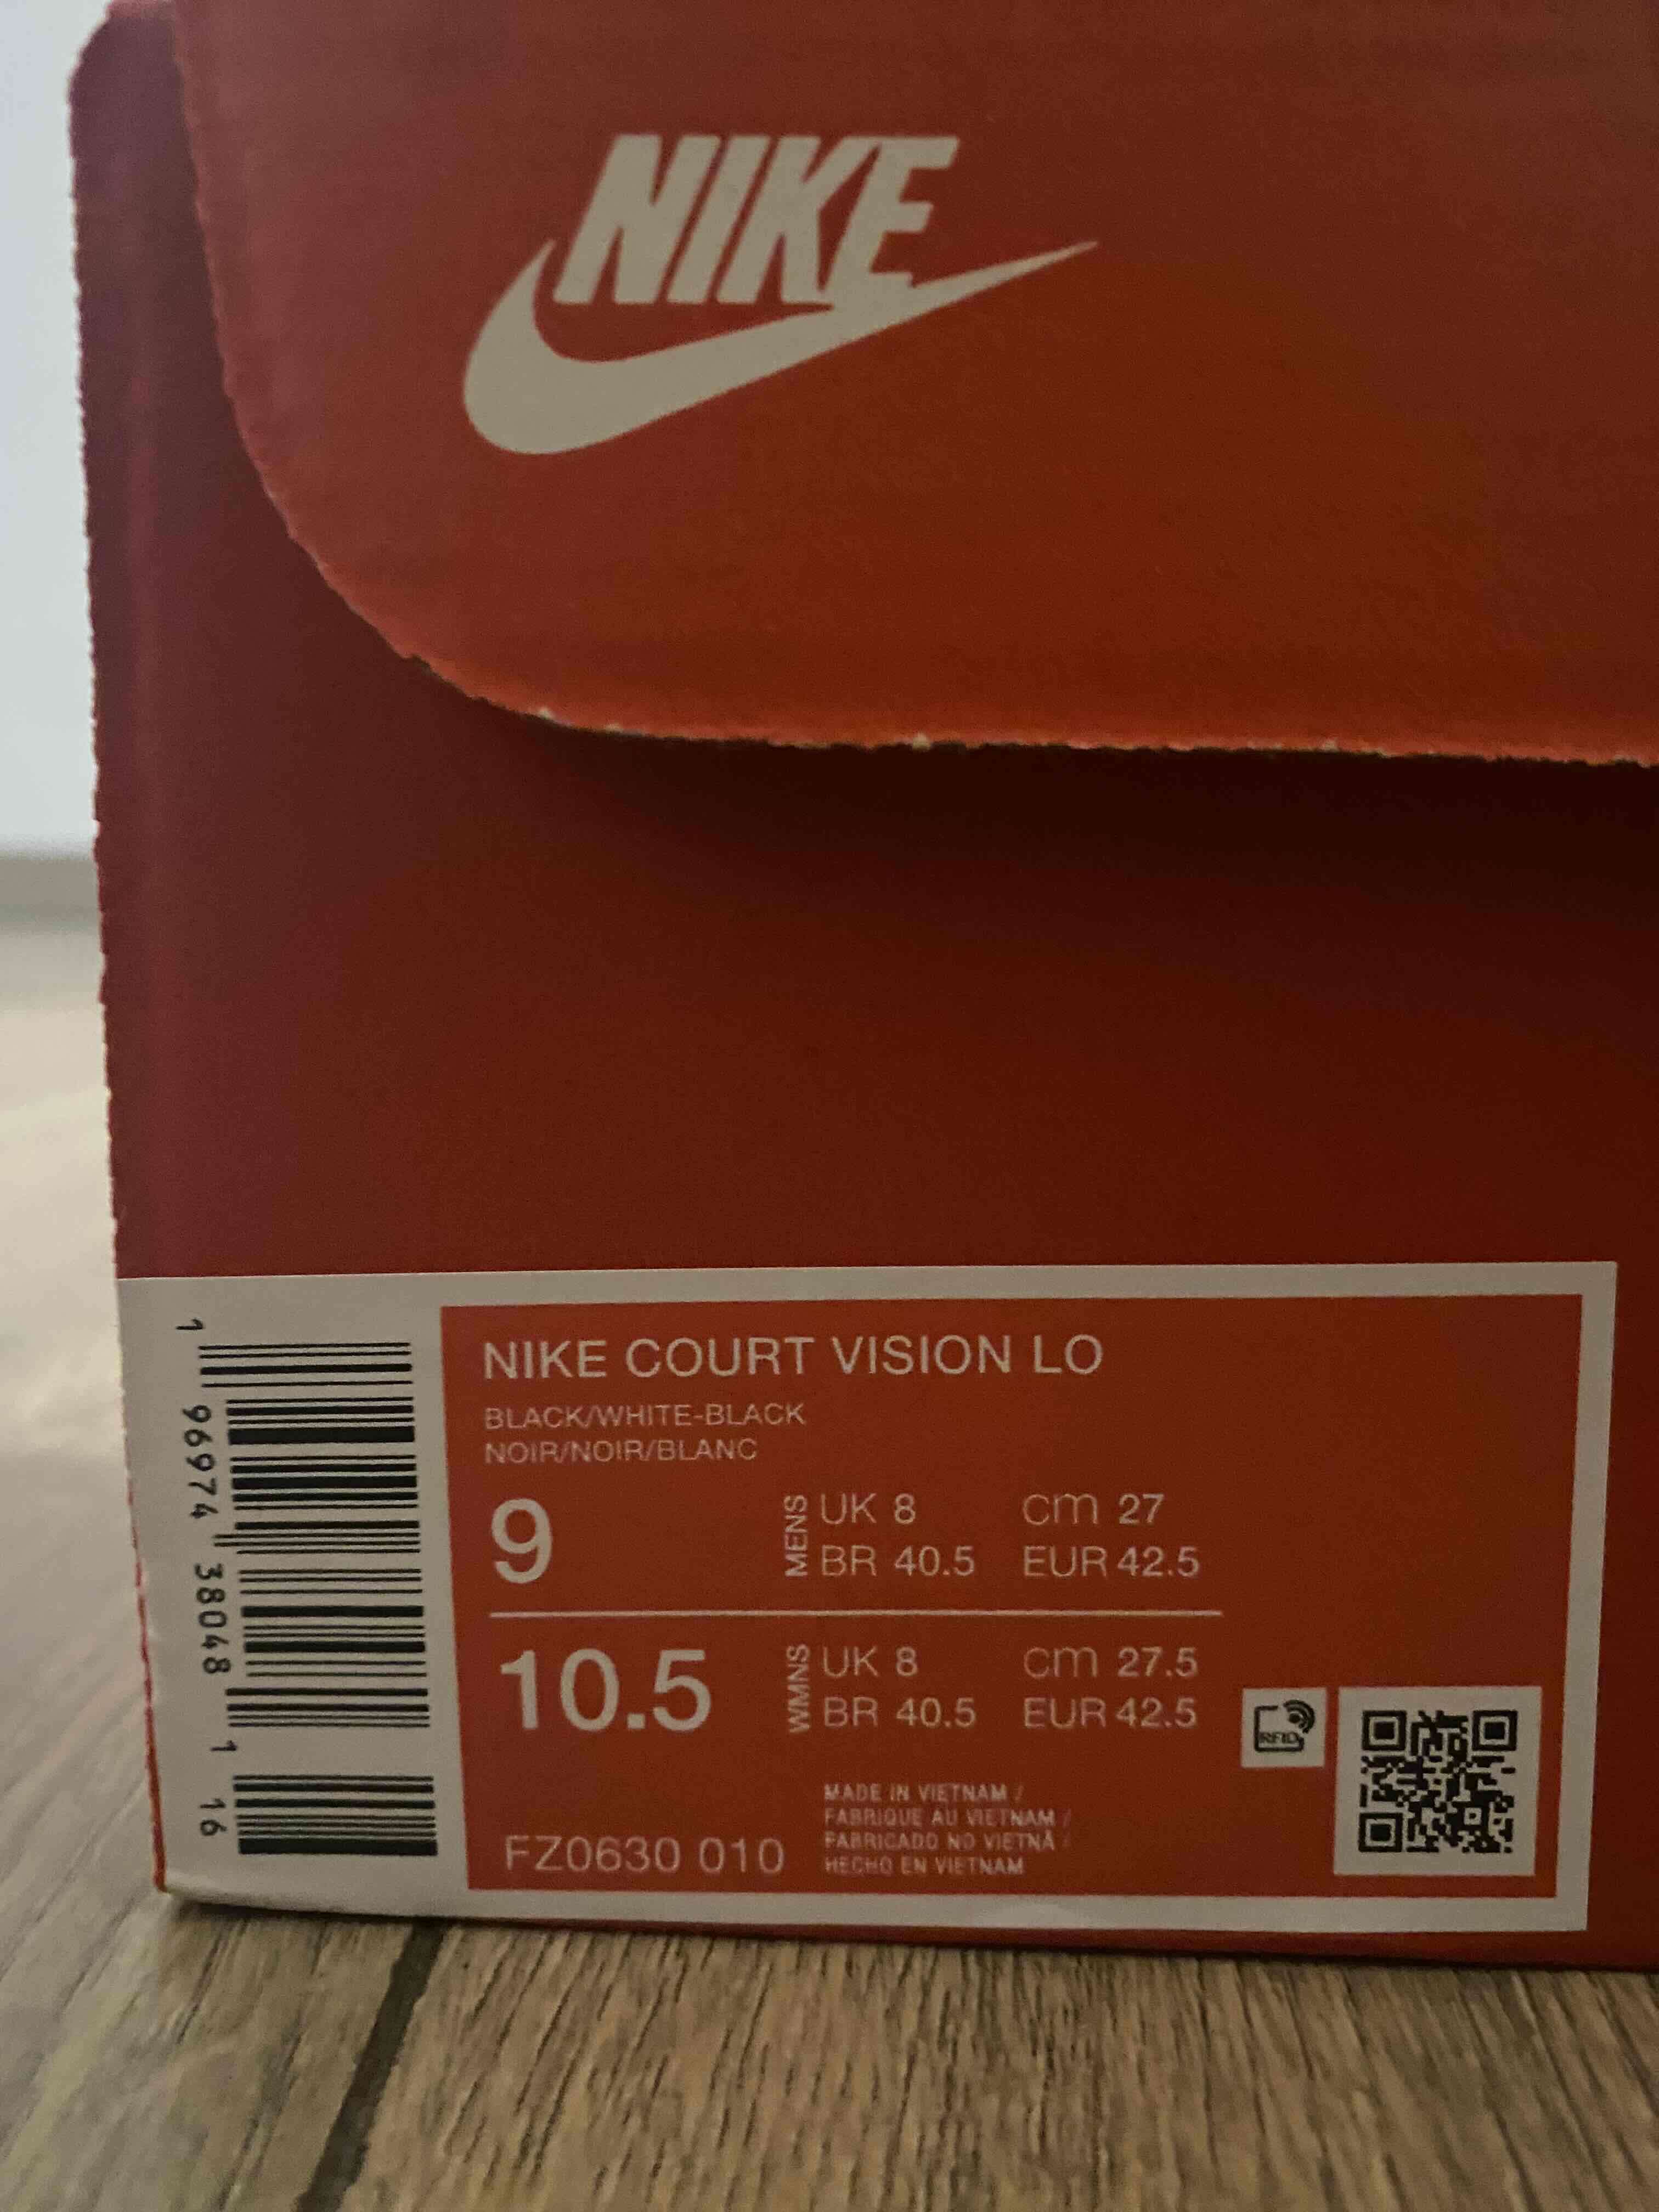 NIKE
NIKE COURT VISION LO
BLACK/WHITE-BLACK
NOIR/NOIR/BLANC
9 MENS UK 8 cm 27
BR 40.5 EUR 42.5
10.5 WMNS UK 8 cm 27.5
BR 40.5 EUR 42.5
RFID
MADE IN VIETNAM /
FABRIQUE AU VIETNAM /
FABRICADO NO VIETNÃ /
HECHO EN VIETNAM
FZ0630 010
1 96974 38048 1 16